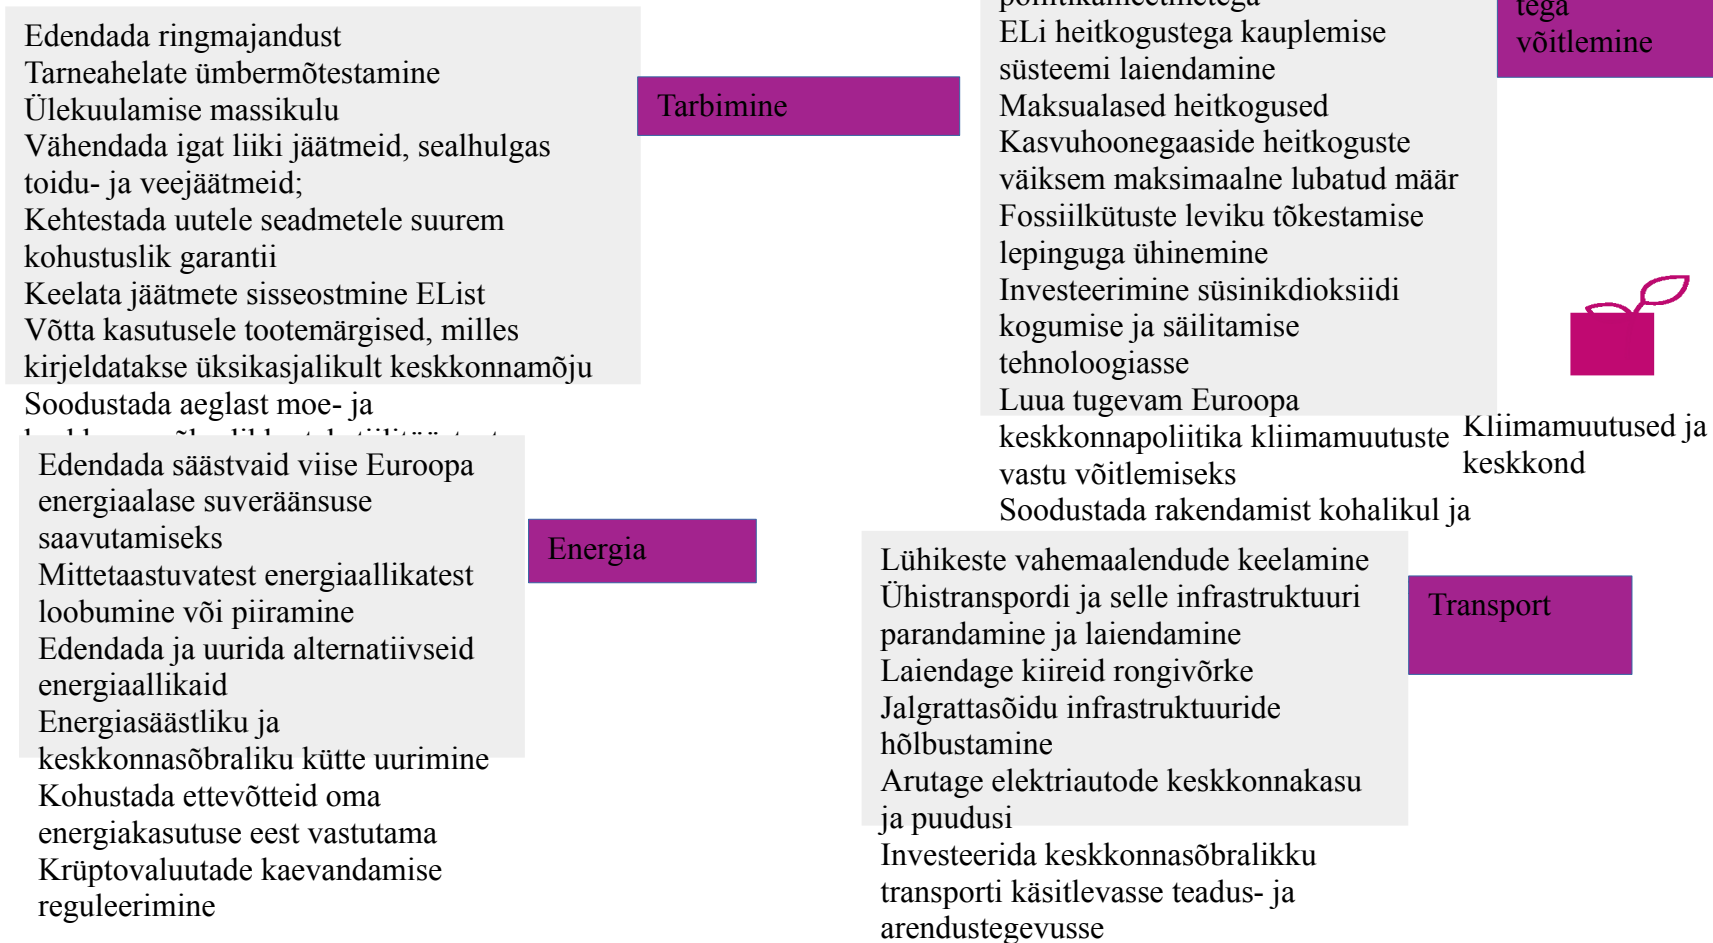 Edendada ringmajandust
Tarneahelate ümbermõtestamine
Ülekuulamise massikulu
Vähendada igat liiki jäätmeid, sealhulgas
toidu- ja veejäätmeid;
Kehtestada uutele seadmetele suurem
kohustuslik garantii
Keelata jäätmete sisseostmine EList
Võtta kasutusele tootemärgised, milles
kirjeldatakse üksikasjalikult keskkonnamõju
Soodustada aeglast moe- ja
Tarbimine
Edendada säästvaid viise Euroopa
energiaalase suveräänsuse
saavutamiseks
Mittetaastuvatest energiaallikatest
loobumine või piiramine
Edendada ja uurida alternatiivseid
energiaallikaid
Energiasäästliku ja
keskkonnasõbraliku kütte uurimine
Kohustada ettevõtteid oma
energiakasutuse eest vastutama
Krüptovaluutade kaevandamise
reguleerimine
Energia
ELi heitkogustega kauplemise
süsteemi laiendamine
Maksualased heitkogused
Kasvuhoonegaaside heitkoguste
väiksem maksimaalne lubatud määr
Fossiilkütuste leviku tõkestamise
lepinguga ühinemine
Investeerimine süsinikdioksiidi
kogumise ja säilitamise
tehnoloogiasse
Luua tugevam Euroopa
keskkonnapoliitika kliimamuutuste
vastu võitlemiseks
Soodustada rakendamist kohalikul ja
tega
võitlemine
Kliimamuutused ja
keskkond
Lühikeste vahemaalendude keelamine
Ühistranspordi ja selle infrastruktuuri
parandamine ja laiendamine
Laiendage kiireid rongivõrke
Jalgrattasõidu infrastruktuuride
hõlbustamine
Arutage elektriautode keskkonnakasu
ja puudusi
Investeerida keskkonnasõbralikku
transporti käsitlevasse teadus- ja
arendustegevusse
Transport